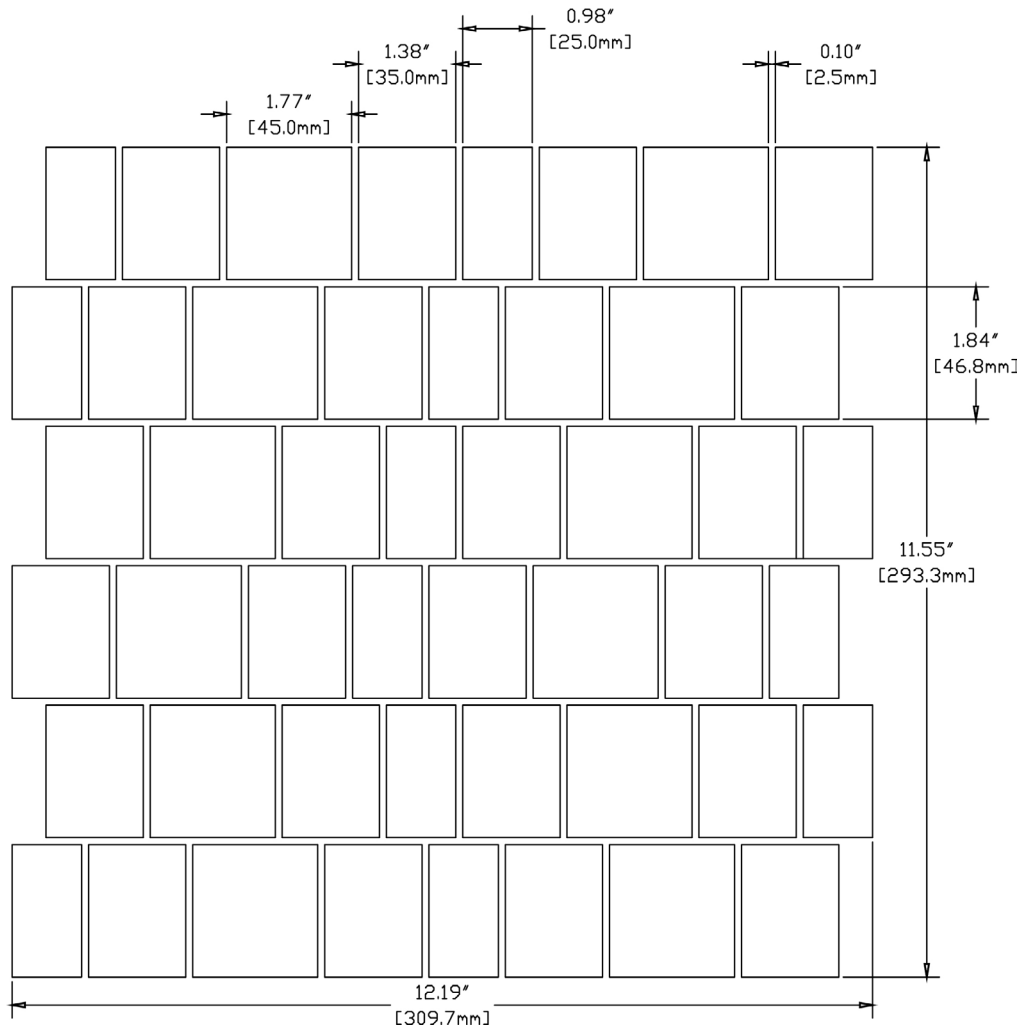 0.98"
[25.0mm]
1.38"
[35.0mm]
0.10"
[2.5mm]
1.77"
[45.0mm]
1.84"
[46.8mm]
11.55"
[293.3mm]
12.19"
[309.7mm]